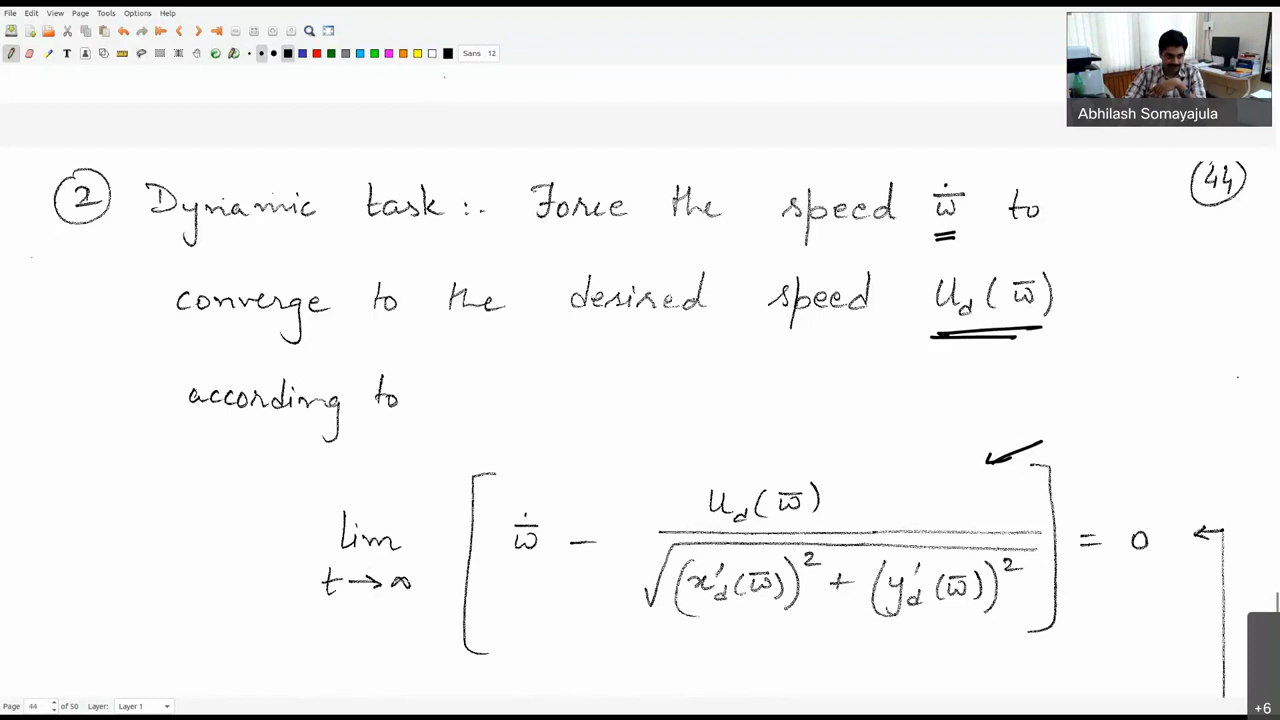 File Edit View Page Tools Options Help
Sans 12
Abhilash Somayajula
(44)
② Dynamic task:. Force the speed ω̄̇ to
converge to the desired speed U_d(ω̄)
according to
lim t→∞ [ ω̄̇ - U_d(ω̄) / √((x'_d(ω̄))² + (y'_d(ω̄))²) ] = 0
Page 44 of 50 Layer: Layer 1
+6